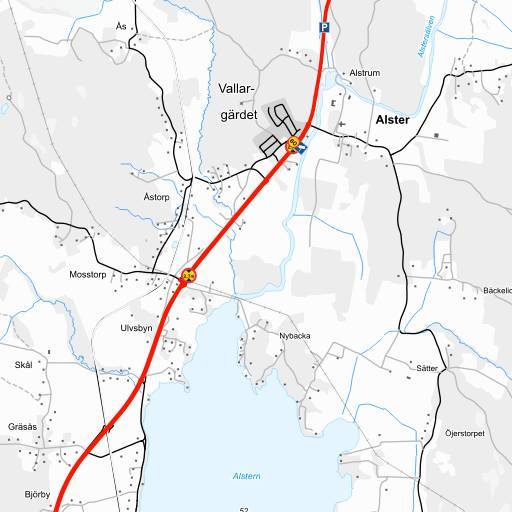 Ås
P
Alsterälven
Alstrum
Vallar-
gärdet
Alster
Åstorp
Mosstorp
Bäckelid
Ulvsbyn
Nybacka
Skål
Sätter
Gräsås
Öjerstorpet
Alstern
Björby
52